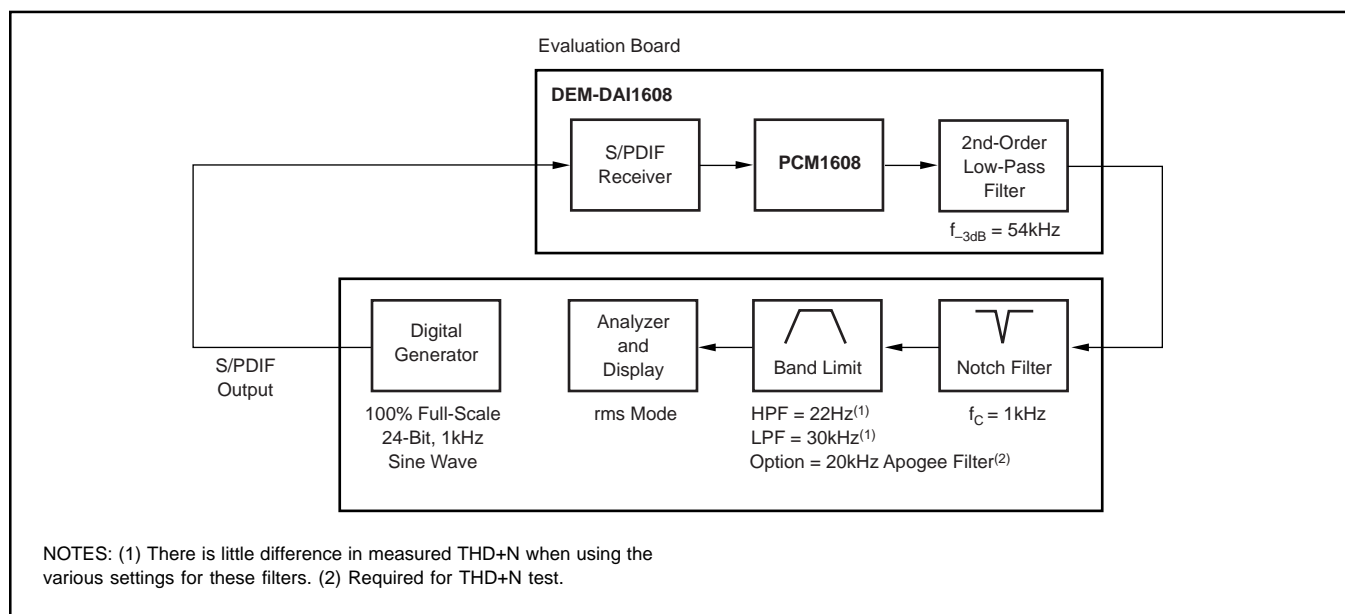 Evaluation Board
DEM-DAI1608
S/PDIF
Receiver
PCM1608
2nd-Order
Low-Pass
Filter
f–3dB = 54kHz
S/PDIF
Output
Digital
Generator
100% Full-Scale
24-Bit, 1kHz
Sine Wave
Analyzer
and
Display
rms Mode
Band Limit
HPF = 22Hz(1)
LPF = 30kHz(1)
Option = 20kHz Apogee Filter(2)
Notch Filter
fC = 1kHz
NOTES: (1) There is little difference in measured THD+N when using the
various settings for these filters. (2) Required for THD+N test.